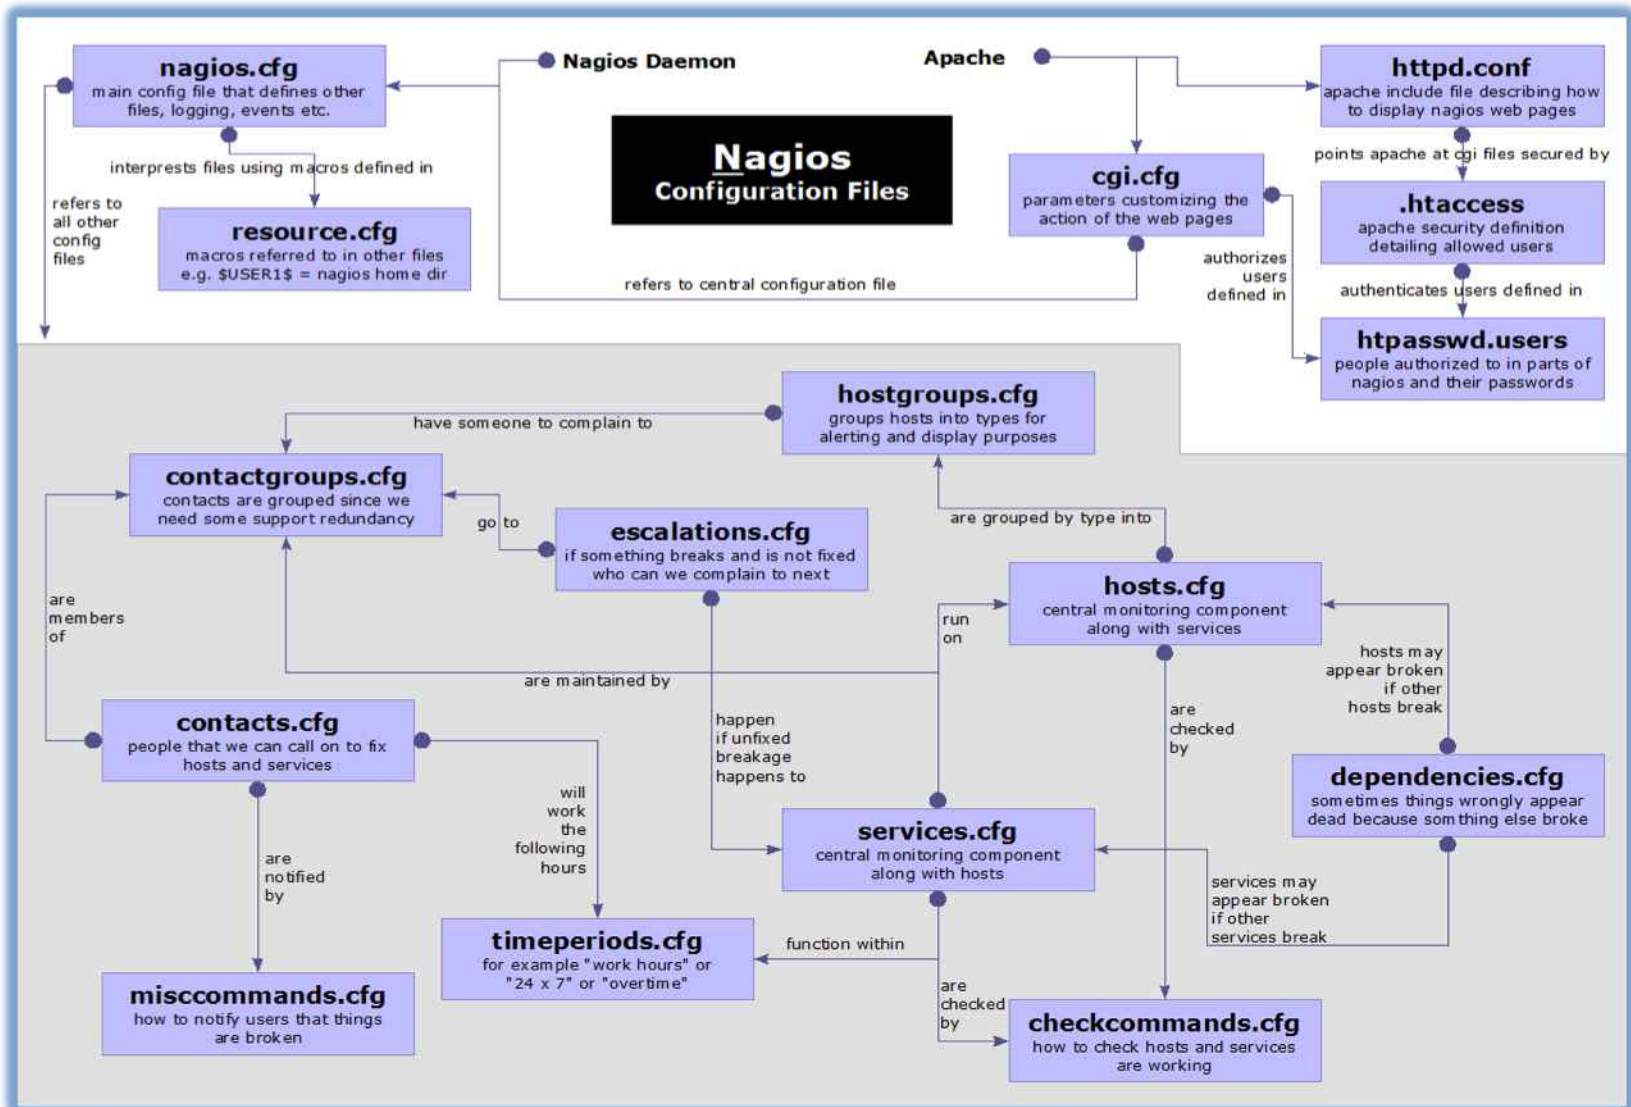 nagios.cfg
main config file that defines other
files, logging, events etc.
Nagios Daemon
Apache
httpd.conf
apache include file describing how
to display nagios web pages
interprests files using macros defined in
Nagios
Configuration Files
points apache at cgi files secured by
cgi.cfg
parameters customizing the
action of the web pages
.htaccess
apache security definition
detailing allowed users
refers to
all other
config
files
resource.cfg
macros referred to in other files
e.g. $USER1$ = nagios home dir
refers to central configuration file
authorizes
users
defined in
authenticates users defined in
htpasswd.users
people authorized to in parts of
nagios and their passwords
hostgroups.cfg
groups hosts into types for
alerting and display purposes
have someone to complain to
contactgroups.cfg
contacts are grouped since we
need some support redundancy
go to
escalations.cfg
if something breaks and is not fixed
who can we complain to next
are grouped by type into
hosts.cfg
central monitoring component
along with services
are
members
of
run
on
are maintained by
hosts may
appear broken
if other
hosts break
contacts.cfg
people that we can call on to fix
hosts and services
happen
if unfixed
breakage
happens to
are
checked
by
dependencies.cfg
sometimes things wrongly appear
dead because somthing else broke
will
work
the
following
hours
services.cfg
central monitoring component
along with hosts
are
notified
by
services may
appear broken
if other
services break
timeperiods.cfg
for example "work hours" or
"24 x 7" or "overtime"
function within
misccommands.cfg
how to notify users that things
are broken
are
checked
by
checkcommands.cfg
how to check hosts and services
are working